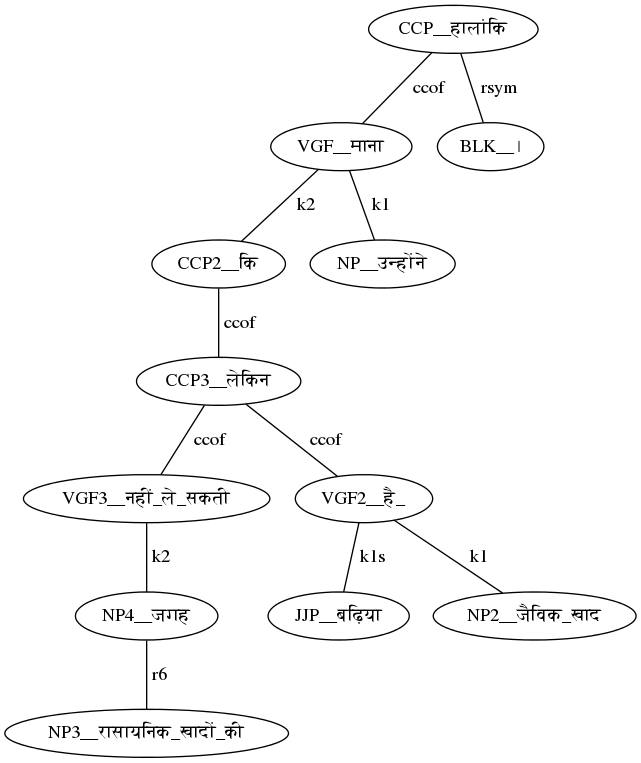 CCP__हालांकि
ccof
rsym
VGF__माना
BLK__।
k2
k1
CCP2__कि
NP__उन्होंने
ccof
CCP3__लेकिन
ccof
ccof
VGF3__नहीं_ले_सकती
VGF2__है_
k2
k1s
k1
NP4__जगह
JJP__बढ़िया
NP2__जैविक_खाद
r6
NP3__रासायनिक_खादों_की